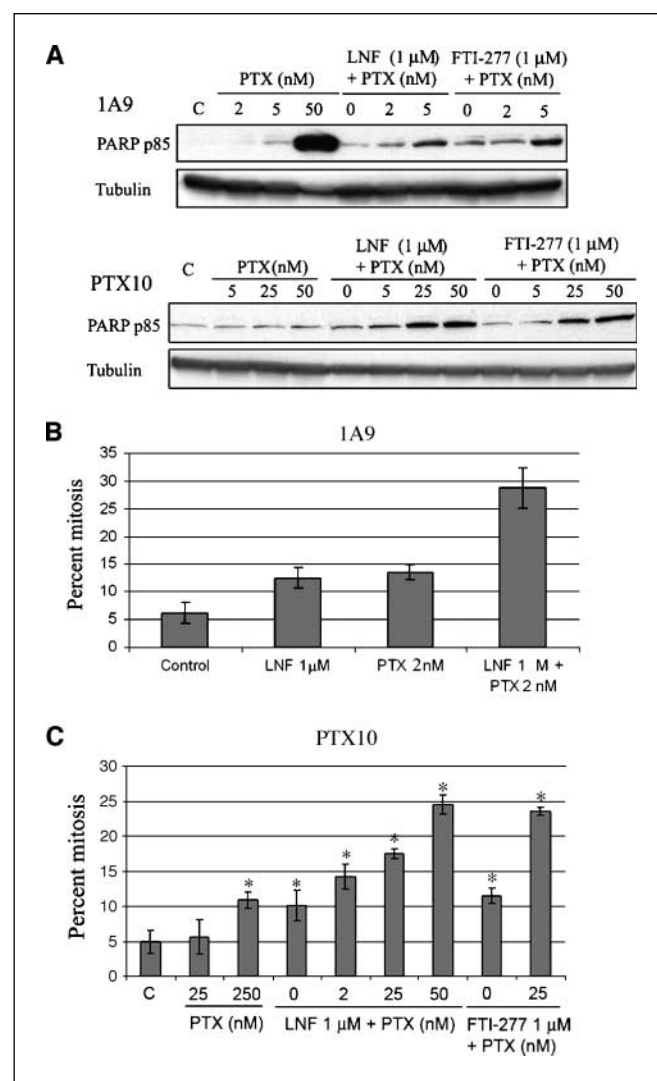 A
PTX (nM) LNF (1 μM) + PTX (nM) FTI-277 (1 μM) + PTX (nM)
1A9 C 2 5 50 0 2 5 0 2 5
PARP p85
Tubulin
PTX10 C PTX(nM) LNF (1 μM) + PTX (nM) FTI-277 (1 μM) + PTX (nM)
5 25 50 0 5 25 50 0 5 25 50
PARP p85
Tubulin
B
1A9
Percent mitosis
35
30
25
20
15
10
5
0
Control LNF 1μM PTX 2nM LNF 1 M + PTX 2 nM
C
PTX10
Percent mitosis
30
25
20
15
10
5
0
* * * * * * *
C 25 250 0 2 25 50 0 25
PTX (nM) LNF 1 μM + PTX (nM) FTI-277 1 μM + PTX (nM)